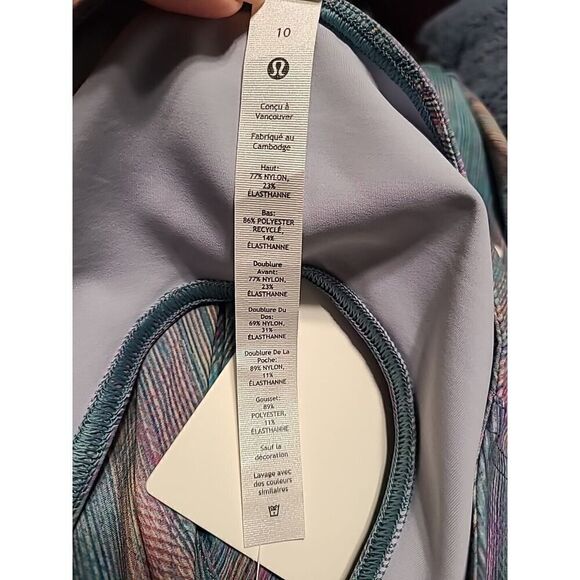 10
Conçu à
Vancouver
Fabriqué au
Cambodge
Haut:
77% NYLON,
23%
ÉLASTHANNE
Bas:
86% POLYESTER
RECYCLÉ,
14%
ÉLASTHANNE
Doublure
Avant:
77% NYLON,
23%
ÉLASTHANNE
Doublure Du
Dos:
69% NYLON,
31%
ÉLASTHANNE
Doublure De La
Poche:
89% NYLON,
11%
ÉLASTHANNE
Gousset:
89%
POLYESTER,
11%
ÉLASTHANNE
Sauf la
décoration
Lavage avec
des couleurs
similaires